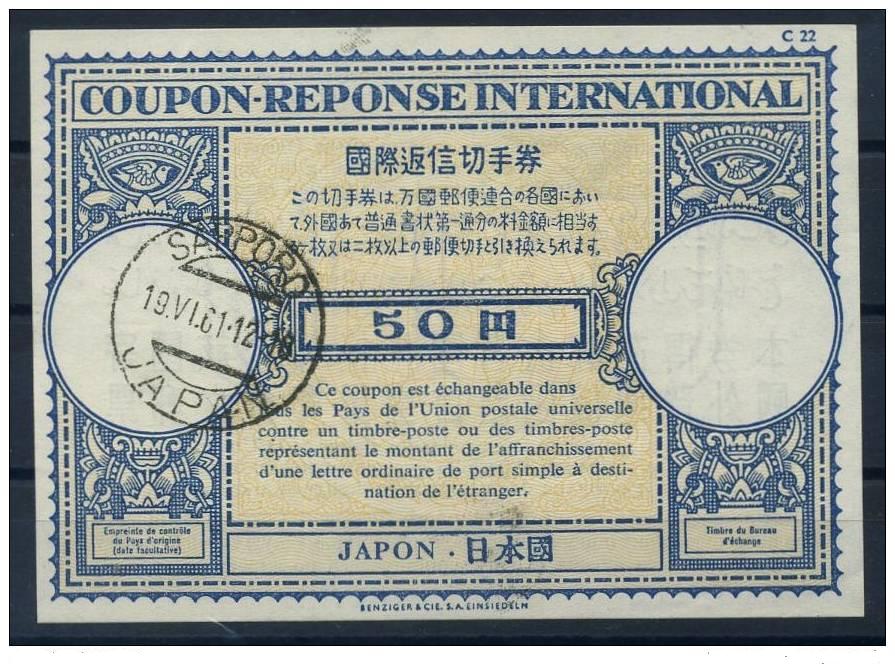 C 22
COUPON-REPONSE INTERNATIONAL
國際返信切手券
この切手券は、万國郵便連合の各國におい
て、外國あて普通書状第一遍分の料金額に相当す
る一枚又は二枚以上の郵便切手と引き換えられます。
SAPPORO
19.VI.61.12-18
JAPAN
50円
Ce coupon est échangeable dans
tous les Pays de l'Union postale universelle
contre un timbre-poste ou des timbres-poste
représentant le montant de l'affranchissement
d'une lettre ordinaire de port simple à desti-
nation de l'étranger.
Empreinte de contrôle
du Pays d'origine
(date facultative)
Timbre du Bureau
d'échange
JAPON · 日本國
BENZIGER & CIE. S.A. EINSIEDELN